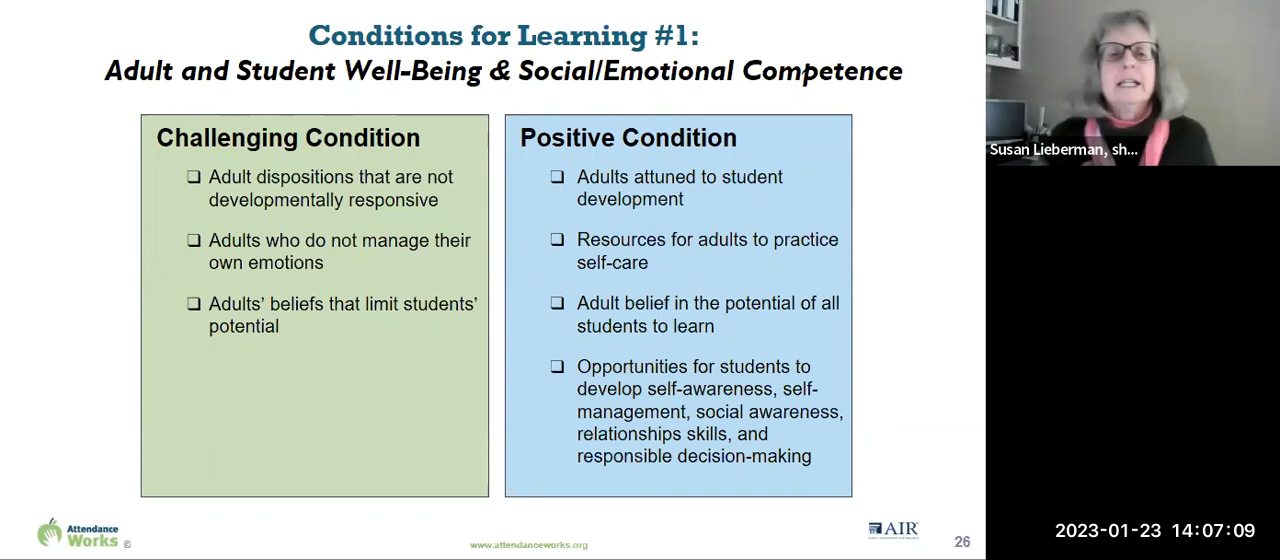 Conditions for Learning #1:
Adult and Student Well-Being & Social/Emotional Competence
Challenging Condition
❑ Adult dispositions that are not
developmentally responsive
❑ Adults who do not manage their
own emotions
❑ Adults’ beliefs that limit students’
potential
Positive Condition
❑ Adults attuned to student
development
❑ Resources for adults to practice
self-care
❑ Adult belief in the potential of all
students to learn
❑ Opportunities for students to
develop self-awareness, self-
management, social awareness,
relationships skills, and
responsible decision-making
Susan Lieberman, sh...
Attendance
Works ©
www.attendanceworks.org
AIR
26
2023-01-23 14:07:09